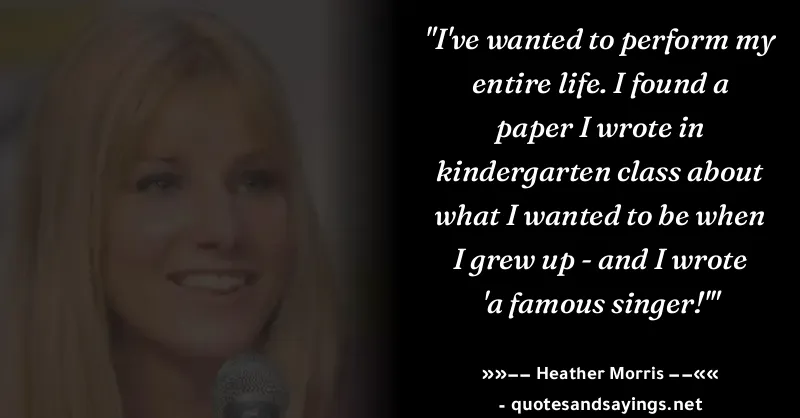 "I've wanted to perform my
entire life. I found a
paper I wrote in
kindergarten class about
what I wanted to be when
I grew up - and I wrote
'a famous singer!'"
»»–– Heather Morris ––««
- quotesandsayings.net